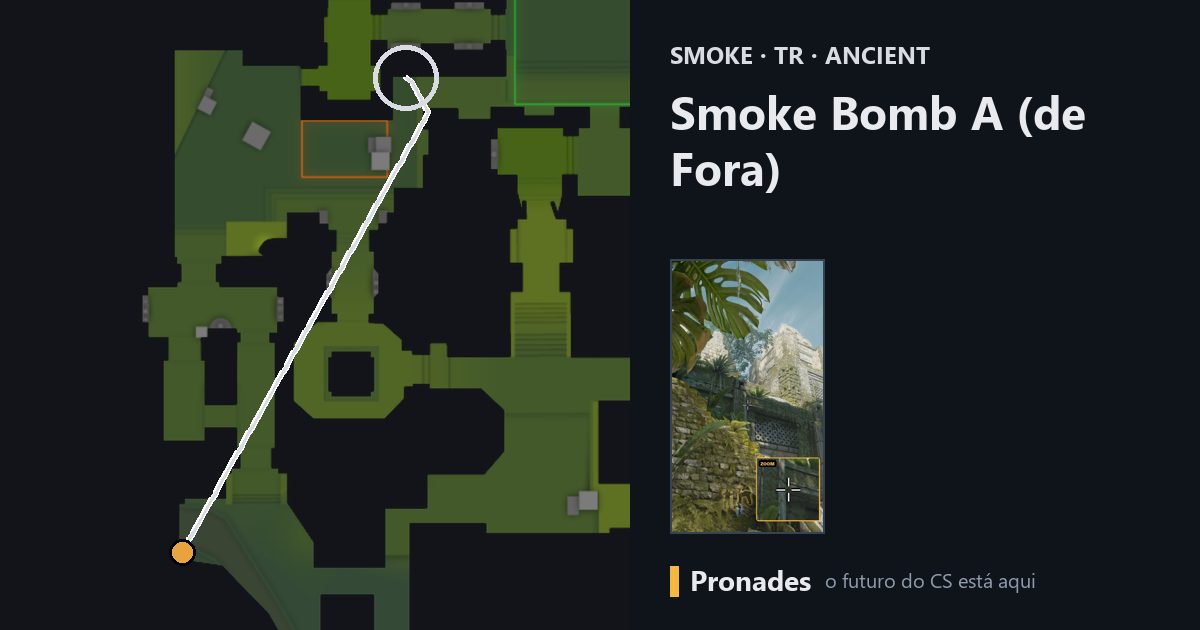 SMOKE · TR · ANCIENT
Smoke Bomb A (de
Fora)
ZOOM
Pronades o futuro do CS está aqui